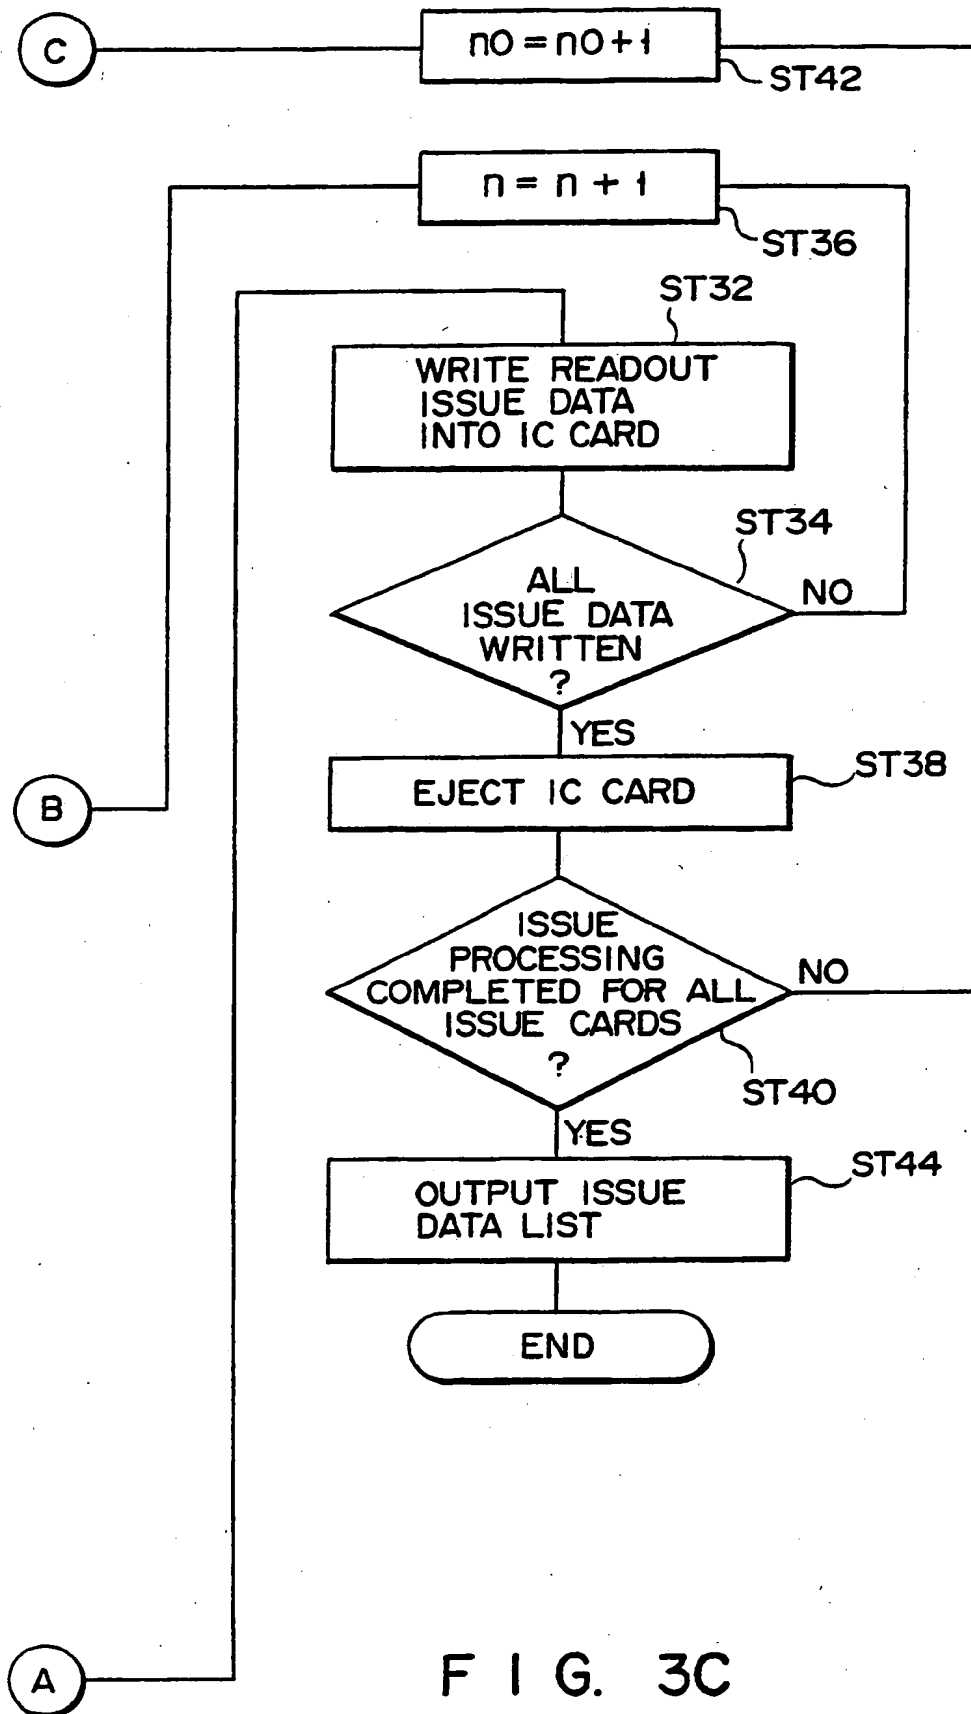 C
n0 = n0 + 1
ST42
n = n + 1
ST36
ST32
WRITE READOUT
ISSUE DATA
INTO IC CARD
ST34
ALL
ISSUE DATA
WRITTEN
?
NO
YES
ST38
EJECT IC CARD
B
ISSUE
PROCESSING
COMPLETED FOR ALL
ISSUE CARDS
?
NO
ST40
YES
ST44
OUTPUT ISSUE
DATA LIST
END
A
FIG. 3C